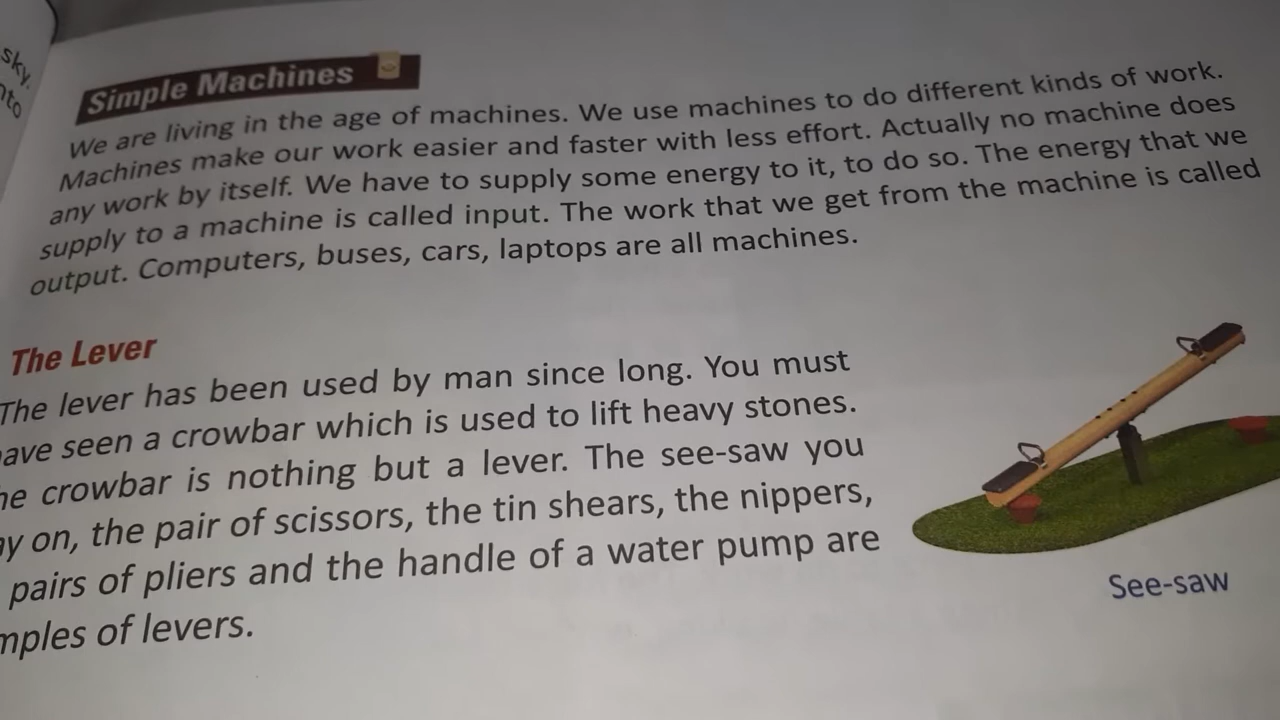 sky.
Simple Machines
We are living in the age of machines. We use machines to do different kinds of work.
Machines make our work easier and faster with less effort. Actually no machine does
any work by itself. We have to supply some energy to it, to do so. The energy that we
supply to a machine is called input. The work that we get from the machine is called
output. Computers, buses, cars, laptops are all machines.
The Lever
The lever has been used by man since long. You must
ave seen a crowbar which is used to lift heavy stones.
he crowbar is nothing but a lever. The see-saw you
ay on, the pair of scissors, the tin shears, the nippers,
pairs of pliers and the handle of a water pump are
mples of levers.
See-saw